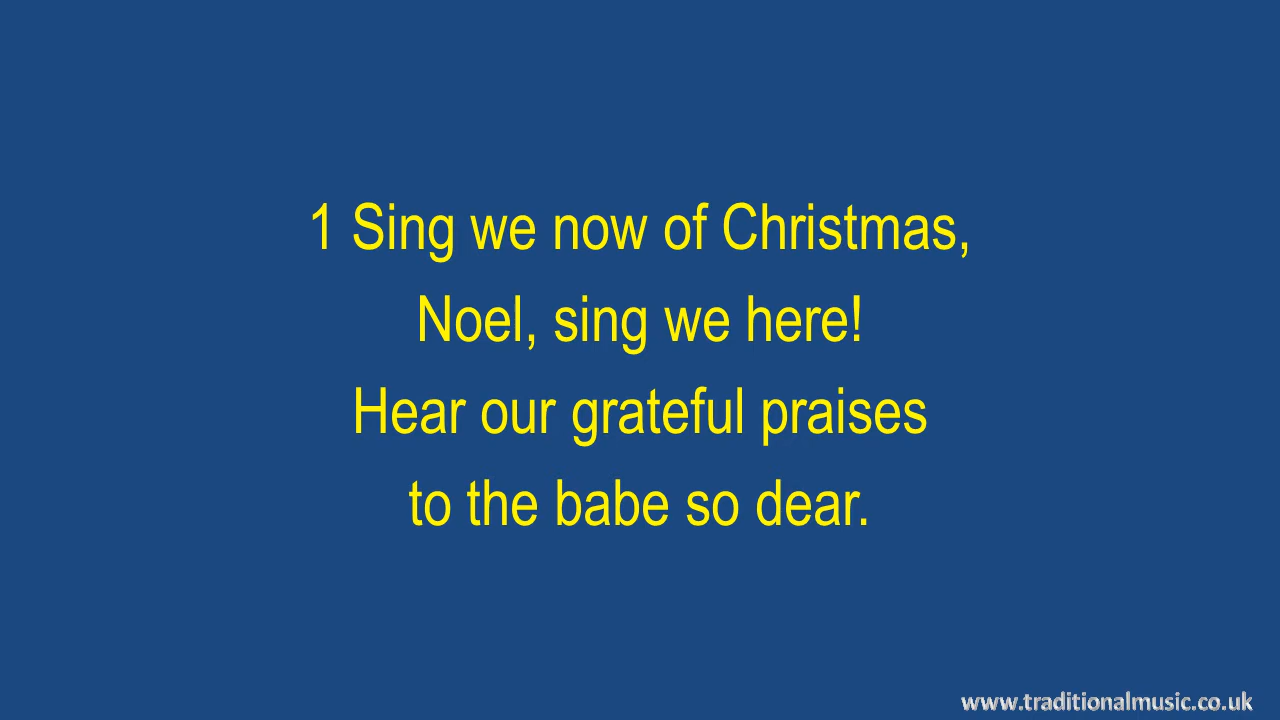 1 Sing we now of Christmas,
Noel, sing we here!
Hear our grateful praises
to the babe so dear.
www.traditionalmusic.co.uk